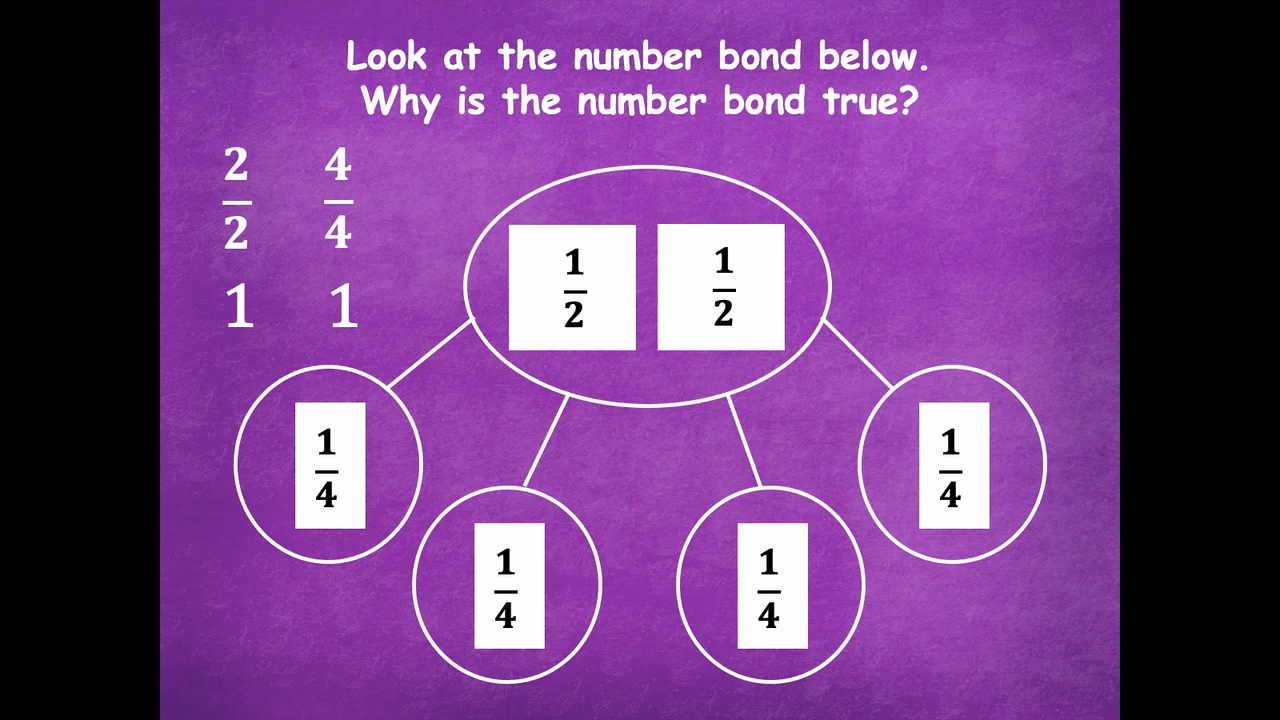 Look at the number bond below.
Why is the number bond true?
2/2 4/4
1 1
1/2 1/2
1/4 1/4
1/4 1/4